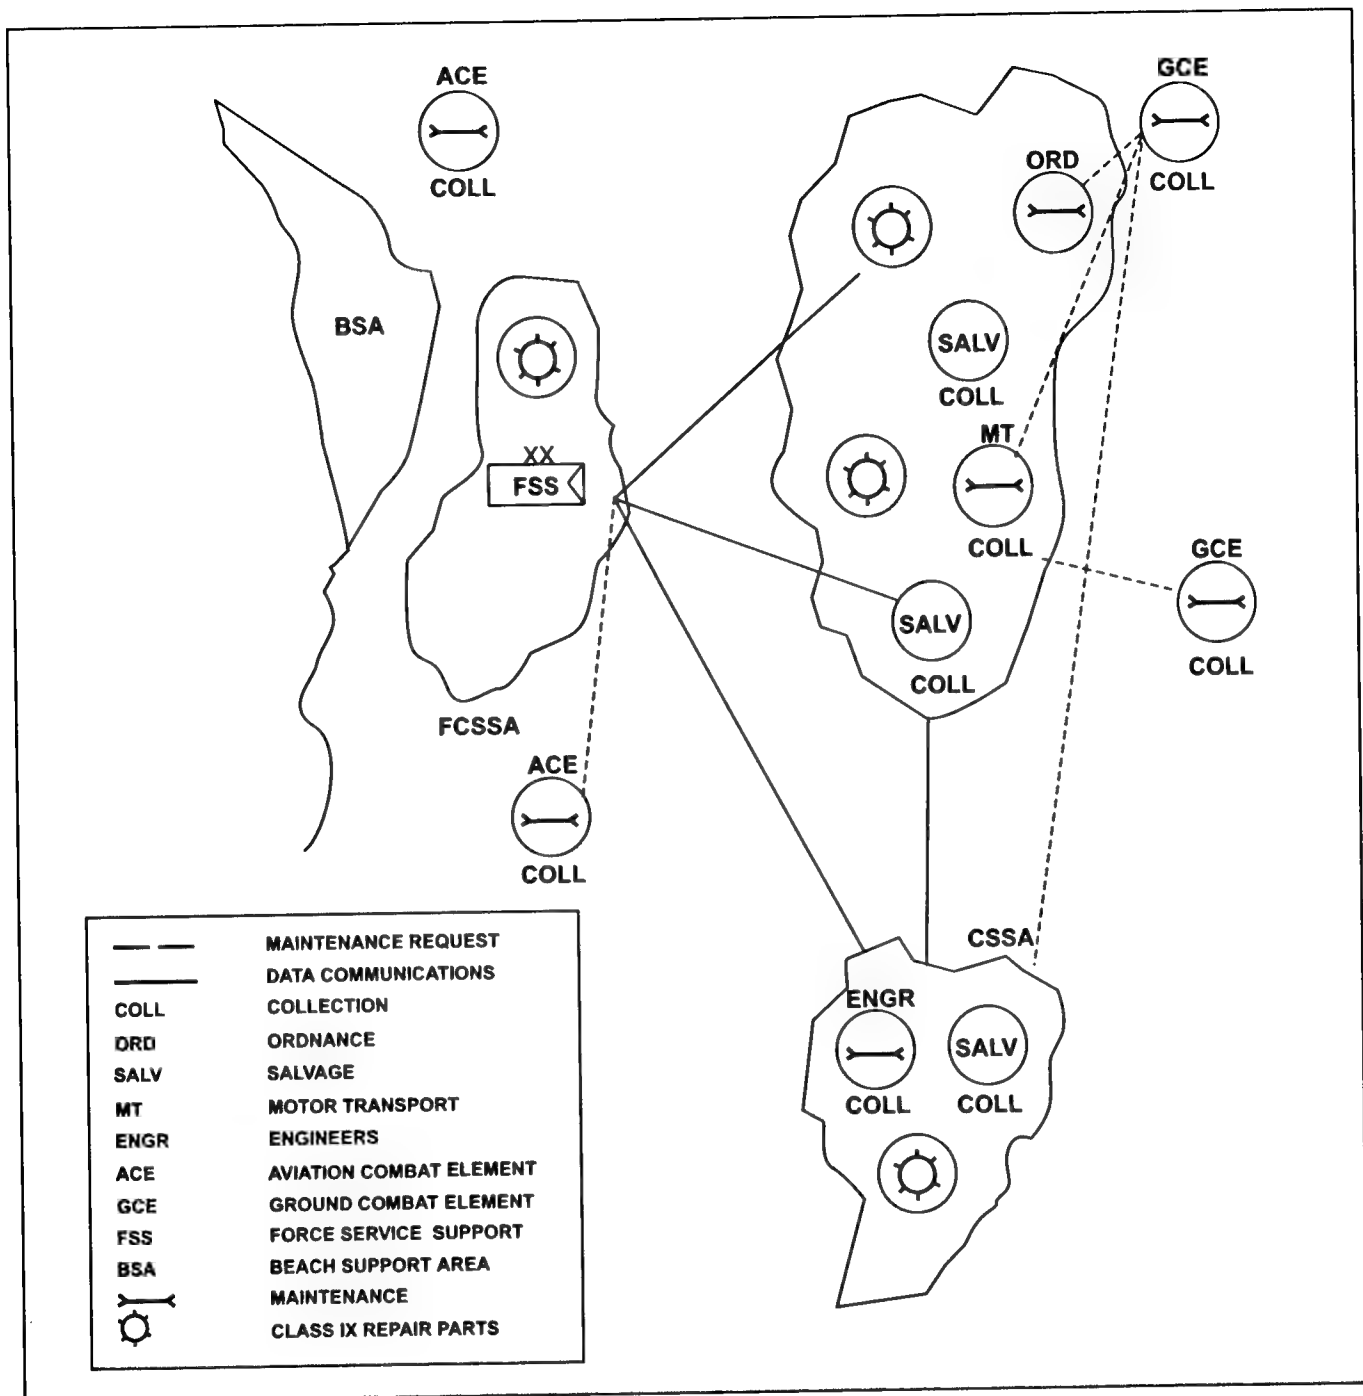 ACE
COLL
GCE
COLL
ORD
BSA
SALV
COLL
XX
FSS
MT
COLL
GCE
COLL
SALV
COLL
FCSSA
ACE
COLL
CSSA
ENGR
COLL
SALV
COLL
MAINTENANCE REQUEST
DATA COMMUNICATIONS
COLL COLLECTION
ORD ORDNANCE
SALV SALVAGE
MT MOTOR TRANSPORT
ENGR ENGINEERS
ACE AVIATION COMBAT ELEMENT
GCE GROUND COMBAT ELEMENT
FSS FORCE SERVICE SUPPORT
BSA BEACH SUPPORT AREA
MAINTENANCE
CLASS IX REPAIR PARTS